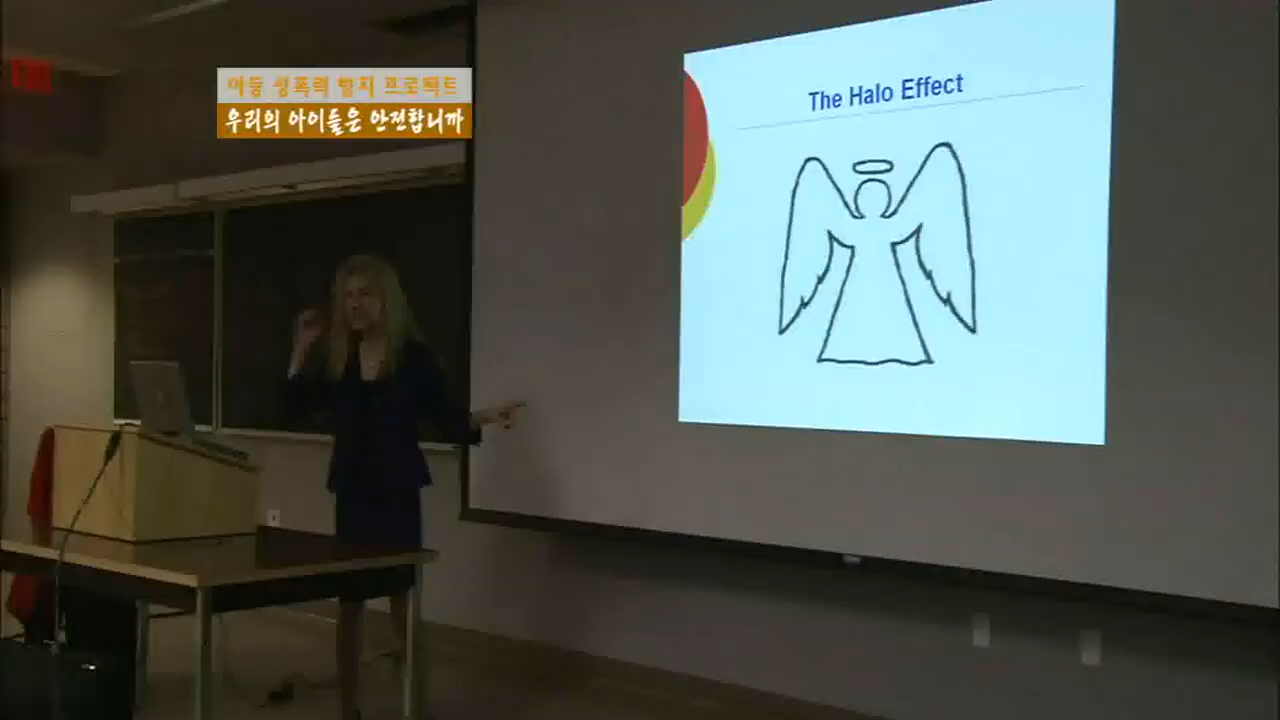 아동 성폭력 방지 프로젝트
우리의 아이들은 안전합니까
The Halo Effect